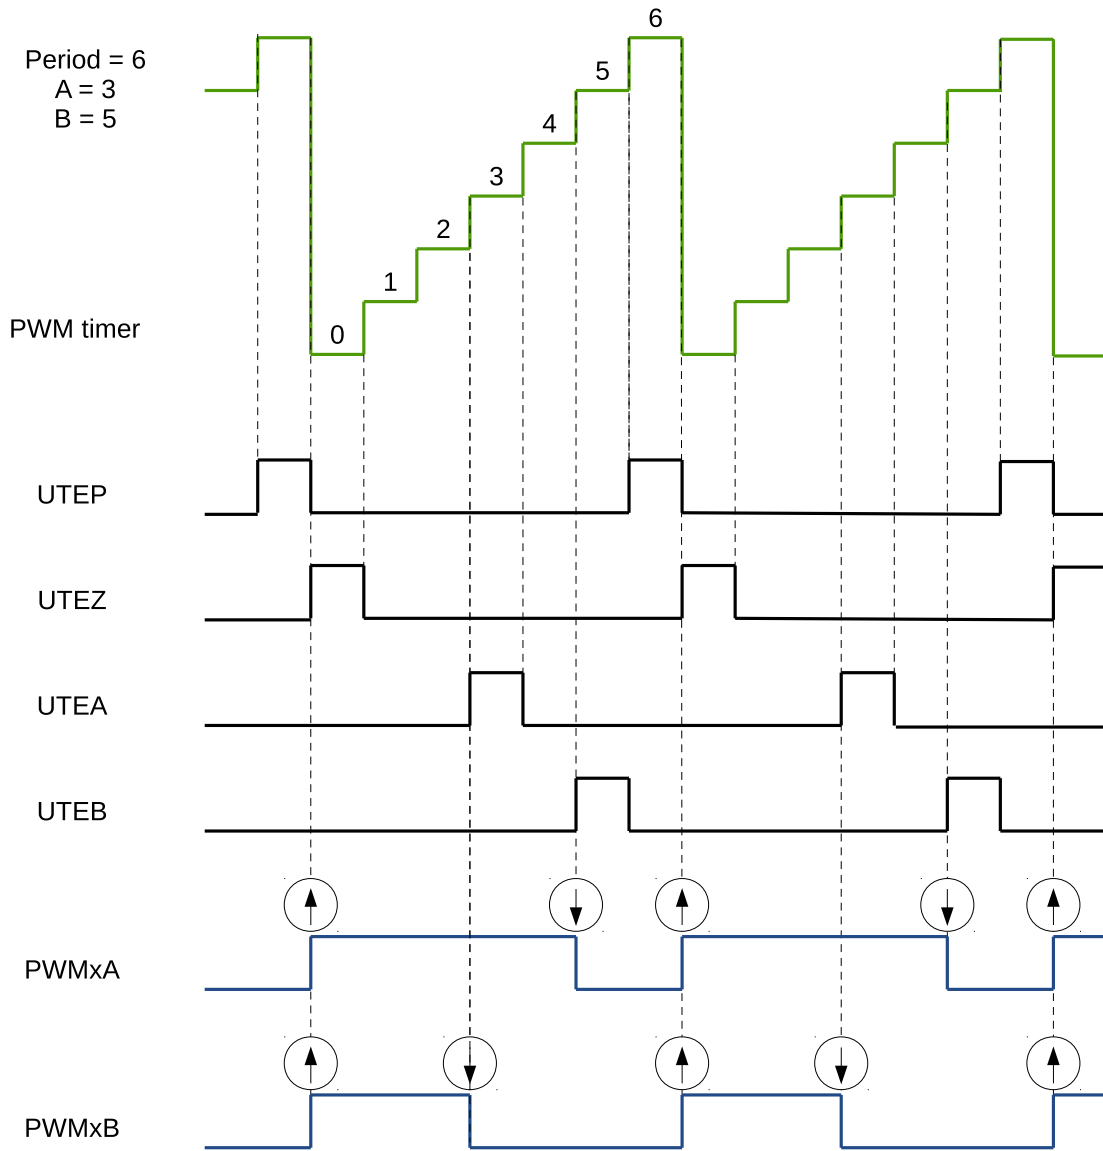 6
Period = 6
A = 3
B = 5
5
4
3
2
1
0
PWM timer
UTEP
UTEZ
UTEA
UTEB
PWMxA
PWMxB